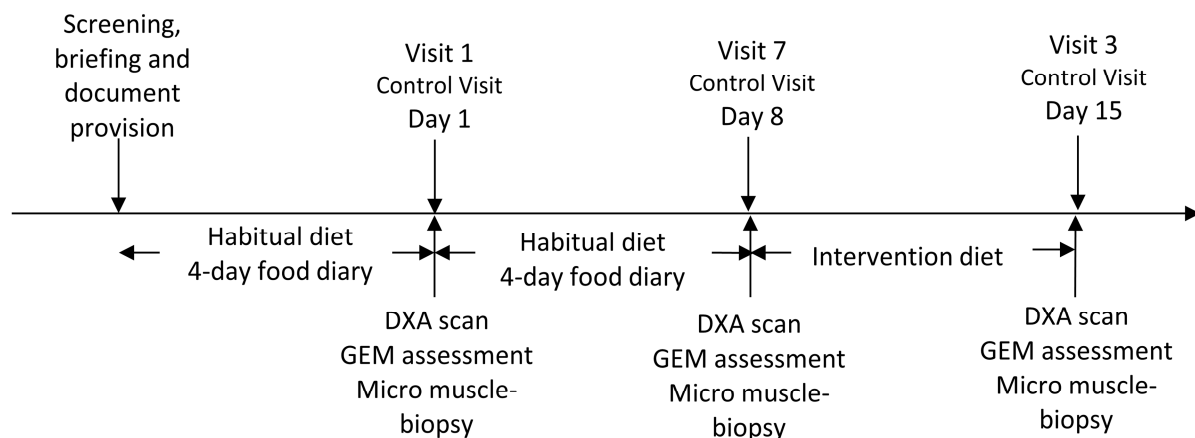 Screening,
briefing and
document
provision
Visit 1
Control Visit
Day 1
Visit 7
Control Visit
Day 8
Visit 3
Control Visit
Day 15
Habitual diet
4-day food diary
Habitual diet
4-day food diary
Intervention diet
DXA scan
GEM assessment
Micro muscle-
biopsy
DXA scan
GEM assessment
Micro muscle-
biopsy
DXA scan
GEM assessment
Micro muscle-
biopsy